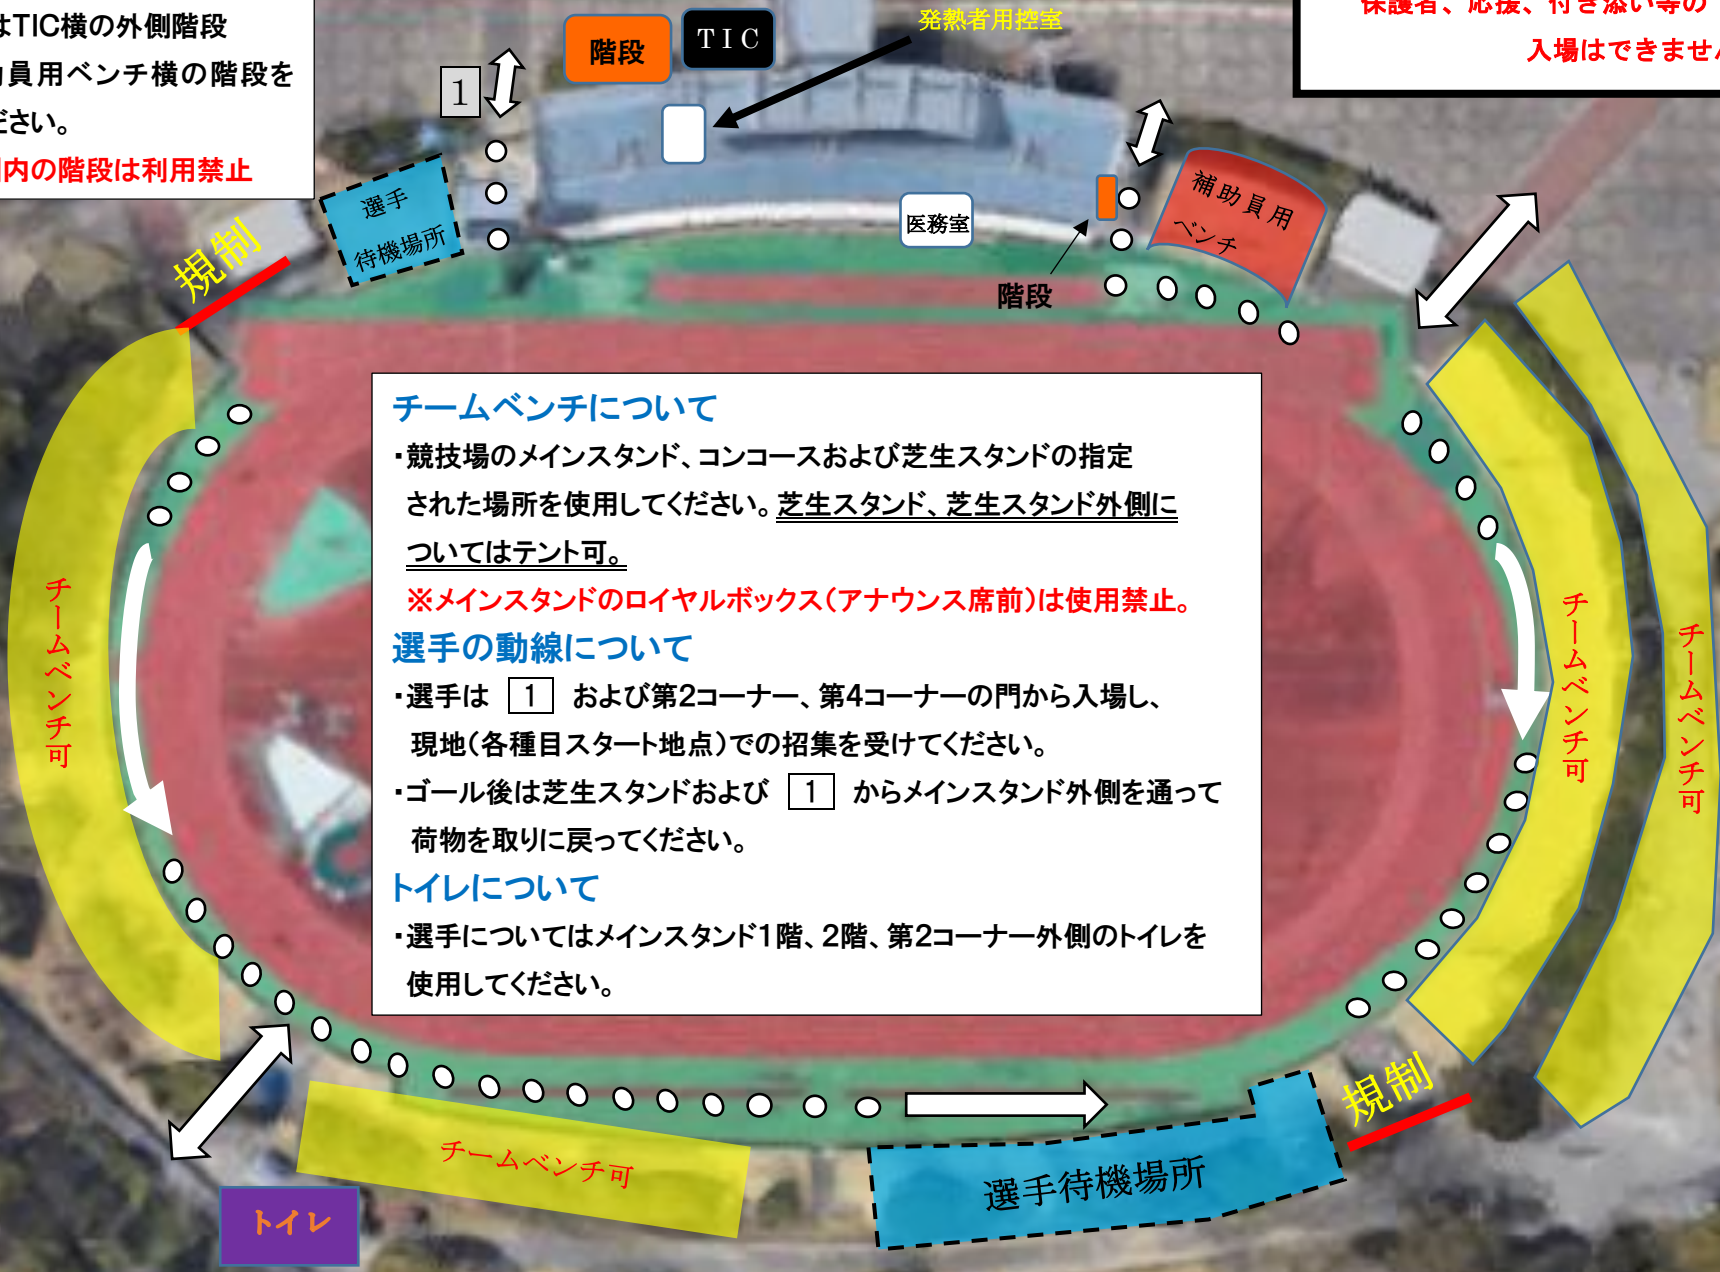 はTIC横の外側階段
員用ベンチ横の階段を
ださい。
内の階段は利用禁止
階段
TIC
発熱者用控室
保護者、応援、付き添い等の
入場はできません
1
選手
待機場所
規制
医務室
階段
補助員用
ベンチ
チームベンチについて
・競技場のメインスタンド、コンコースおよび芝生スタンドの指定
された場所を使用してください。芝生スタンド、芝生スタンド外側に
ついてはテント可。
※メインスタンドのロイヤルボックス(アナウンス席前)は使用禁止。
選手の動線について
・選手は 1 および第2コーナー、第4コーナーの門から入場し、
現地(各種目スタート地点)での招集を受けてください。
・ゴール後は芝生スタンドおよび 1 からメインスタンド外側を通って
荷物を取りに戻ってください。
トイレについて
・選手についてはメインスタンド1階、2階、第2コーナー外側のトイレを
使用してください。
チームベンチ可
チームベンチ可
チームベンチ可
チームベンチ可
選手待機場所
規制
トイレ